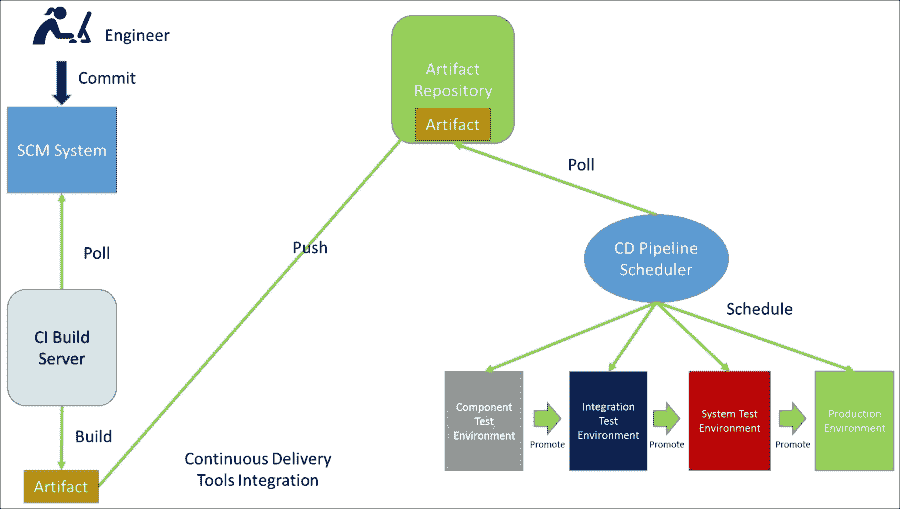 Engineer
Commit
SCM System
Poll
CI Build
Server
Build
Artifact
Continuous Delivery
Tools Integration
Push
Artifact
Repository
Artifact
Poll
CD Pipeline
Scheduler
Schedule
Component
Test
Environment
Promote
Integration
Test
Environment
Promote
System Test
Environment
Promote
Production
Environment